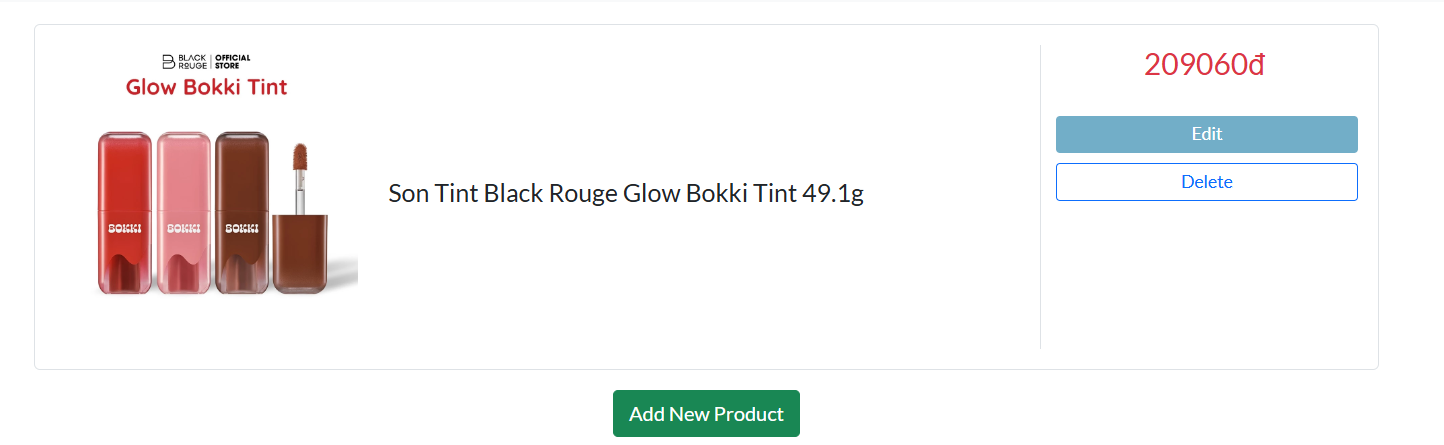 BLACK ROUGE | OFFICIAL STORE
Glow Bokki Tint
BOKKI BOKKI BOKKI
Son Tint Black Rouge Glow Bokki Tint 49.1g
209060đ
Edit
Delete
Add New Product